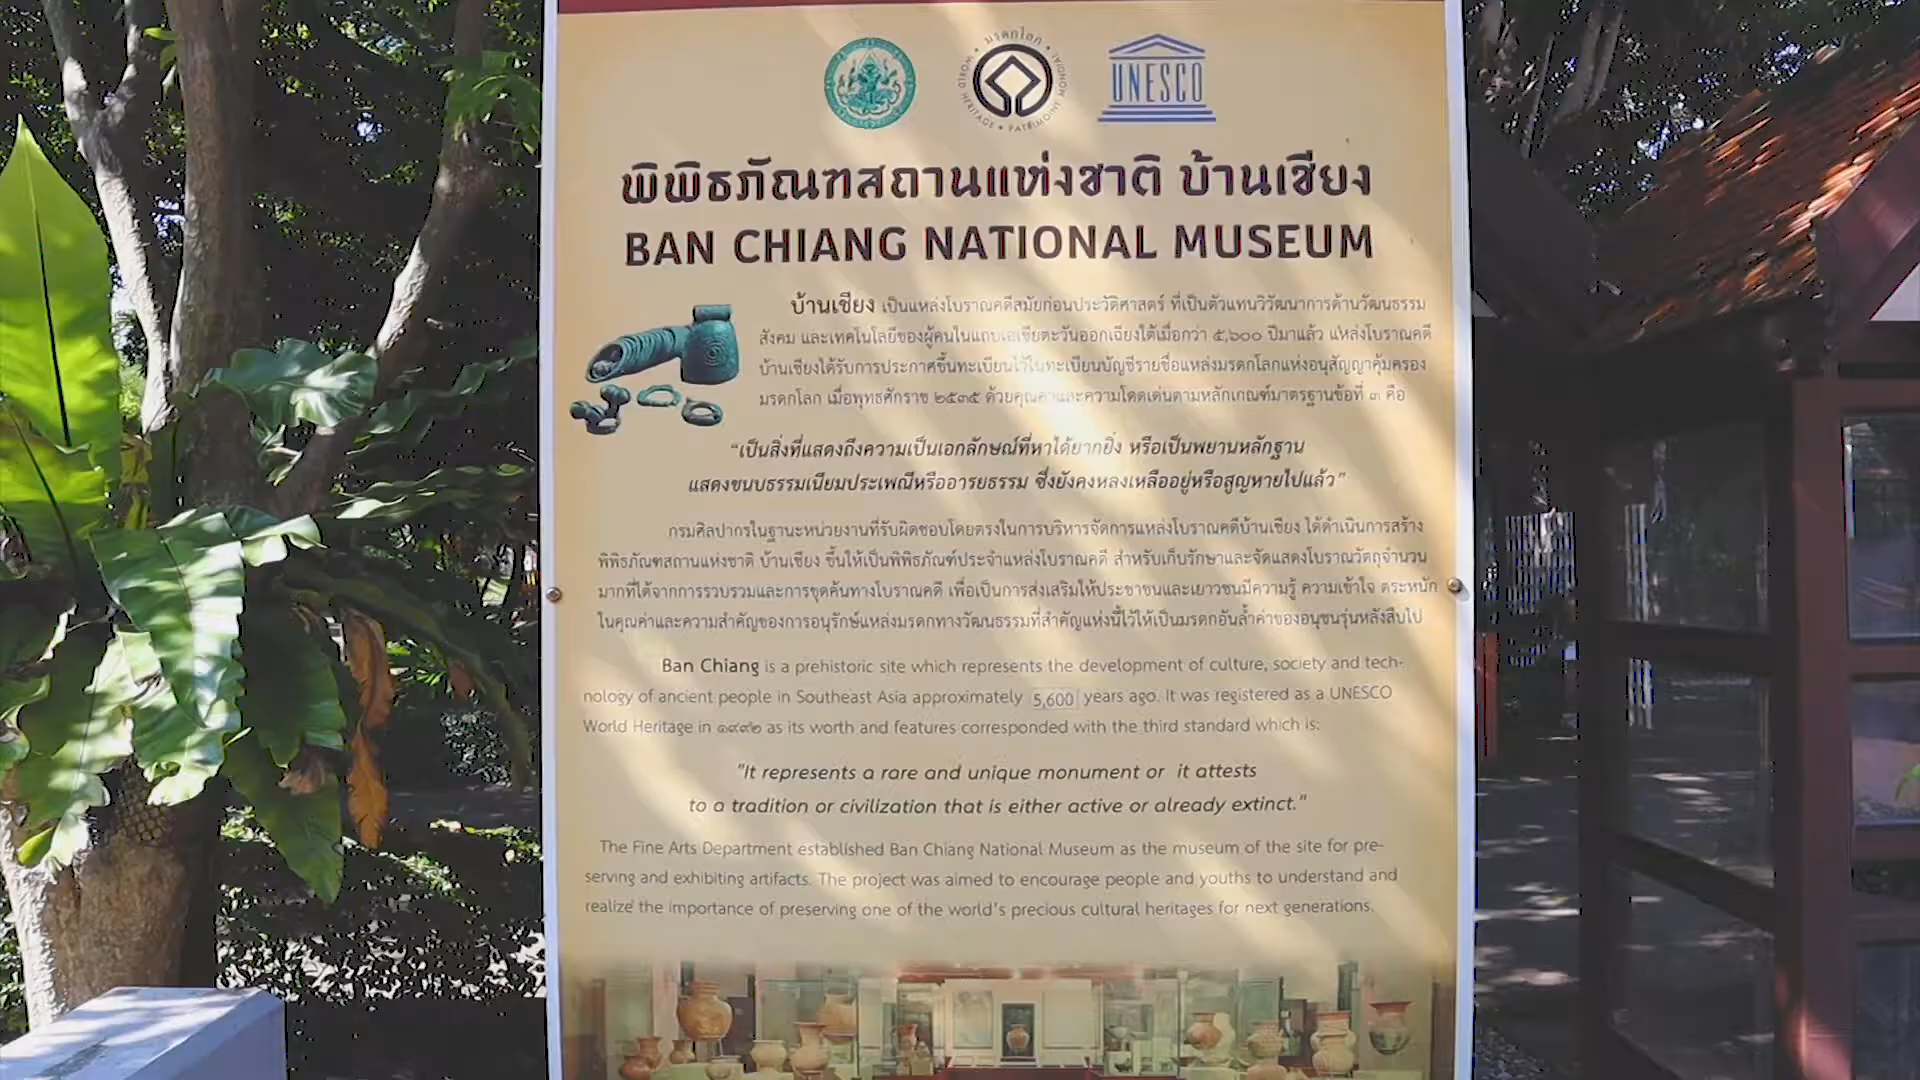 มรดกโลก
WORLD HERITAGE • PATRIMOINE MONDIAL
UNESCO
พิพิธภัณฑสถานแห่งชาติ บ้านเชียง
BAN CHIANG NATIONAL MUSEUM
บ้านเชียง เป็นแหล่งโบราณคดีสมัยก่อนประวัติศาสตร์ ที่เป็นตัวแทนวิวัฒนาการด้านวัฒนธรรม
สังคม และเทคโนโลยีของผู้คนในแถบเอเชียตะวันออกเฉียงใต้เมื่อกว่า ๕,๖๐๐ ปีมาแล้ว แหล่งโบราณคดี
บ้านเชียงได้รับการประกาศขึ้นทะเบียนไว้ในทะเบียนบัญชีรายชื่อแหล่งมรดกโลกแห่งอนุสัญญาคุ้มครอง
มรดกโลก เมื่อพุทธศักราช ๒๕๓๕ ด้วยคุณค่าและความโดดเด่นตามหลักเกณฑ์มาตรฐานข้อที่ ๓ คือ
“เป็นสิ่งที่แสดงถึงความเป็นเอกลักษณ์ที่หาได้ยากยิ่ง หรือเป็นพยานหลักฐาน
แสดงขนบธรรมเนียมประเพณีหรืออารยธรรม ซึ่งยังคงหลงเหลืออยู่หรือสูญหายไปแล้ว”
กรมศิลปากรในฐานะหน่วยงานที่รับผิดชอบโดยตรงในการบริหารจัดการแหล่งโบราณคดีบ้านเชียง ได้ดำเนินการสร้าง
พิพิธภัณฑสถานแห่งชาติ บ้านเชียง ขึ้นให้เป็นพิพิธภัณฑ์ประจำแหล่งโบราณคดี สำหรับเก็บรักษาและจัดแสดงโบราณวัตถุจำนวน
มากที่ได้จากการรวบรวมและการขุดค้นทางโบราณคดี เพื่อเป็นการส่งเสริมให้ประชาชนและเยาวชนมีความรู้ ความเข้าใจ ตระหนัก
ในคุณค่าและความสำคัญของการอนุรักษ์แหล่งมรดกทางวัฒนธรรมที่สำคัญแห่งนี้ไว้ให้เป็นมรดกอันล้ำค่าของอนุชนรุ่นหลังสืบไป
Ban Chiang is a prehistoric site which represents the development of culture, society and tech-
nology of ancient people in Southeast Asia approximately 5,600 years ago. It was registered as a UNESCO
World Heritage in ๑๙๙๒ as its worth and features corresponded with the third standard which is:
"It represents a rare and unique monument or it attests
to a tradition or civilization that is either active or already extinct."
The Fine Arts Department established Ban Chiang National Museum as the museum of the site for pre-
serving and exhibiting artifacts. The project was aimed to encourage people and youths to understand and
realize the importance of preserving one of the world's precious cultural heritages for next generations.